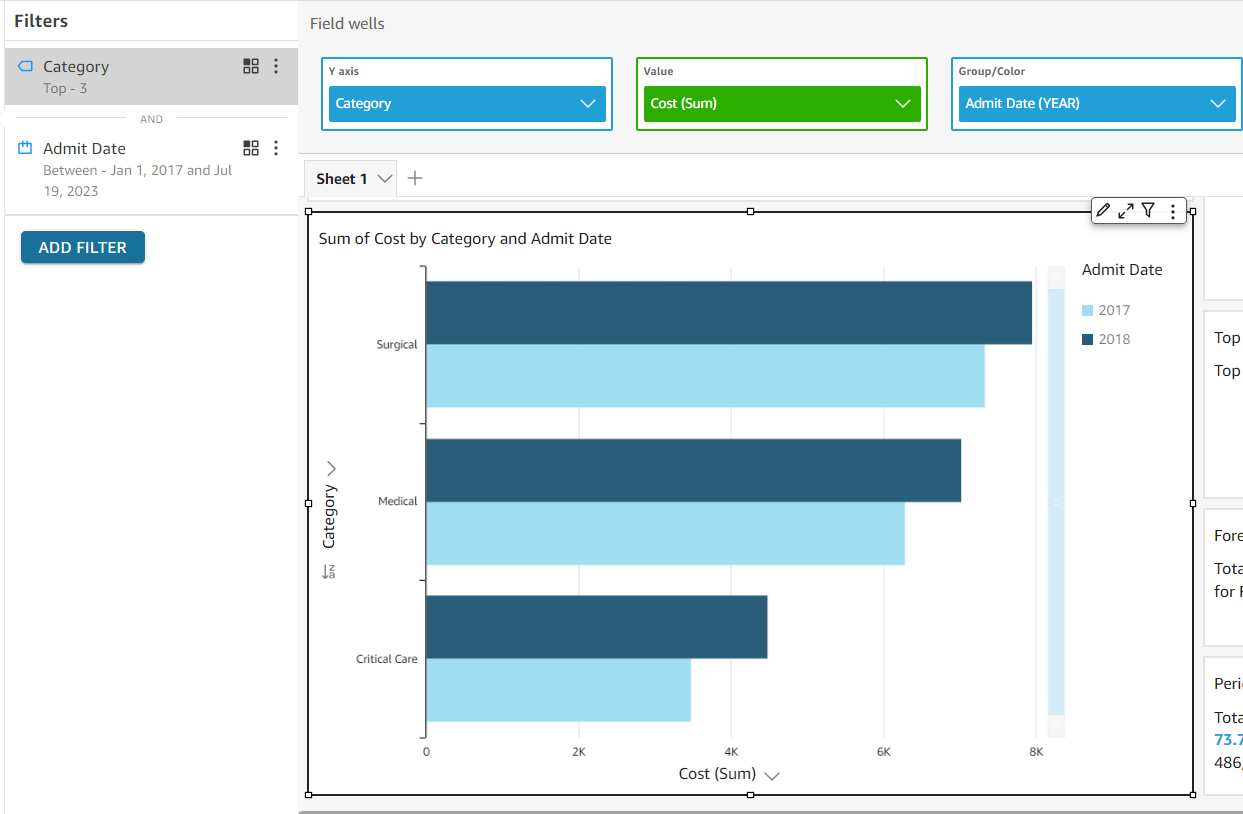 Filters
Category
Top - 3
AND
Admit Date
Between - Jan 1, 2017 and Jul
19, 2023
ADD FILTER
Field wells
Y axis
Category
Value
Cost (Sum)
Group/Color
Admit Date (YEAR)
Sheet 1
Sum of Cost by Category and Admit Date
Category
Surgical
Medical
Critical Care
0 2K 4K 6K 8K
Cost (Sum)
Admit Date
2017
2018
Top
Top
Fore
Tota
for F
Peri
Tota
73.7
486,